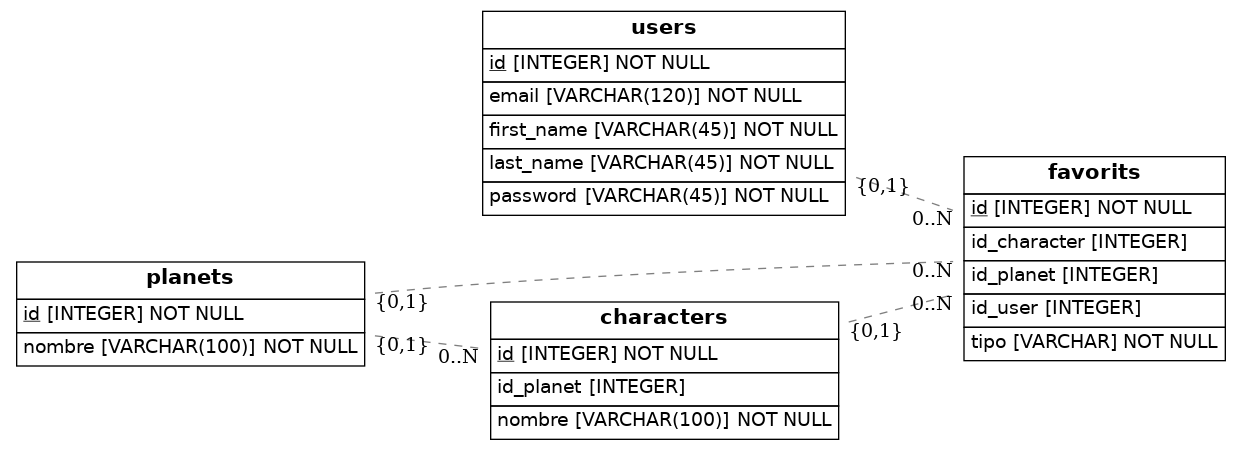 users
id [INTEGER] NOT NULL
email [VARCHAR(120)] NOT NULL
first_name [VARCHAR(45)] NOT NULL
last_name [VARCHAR(45)] NOT NULL
password [VARCHAR(45)] NOT NULL
{0,1}
0..N
favorits
id [INTEGER] NOT NULL
id_character [INTEGER]
id_planet [INTEGER]
id_user [INTEGER]
tipo [VARCHAR] NOT NULL
planets
id [INTEGER] NOT NULL
nombre [VARCHAR(100)] NOT NULL
{0,1}
0..N
{0,1}
0..N
characters
id [INTEGER] NOT NULL
id_planet [INTEGER]
nombre [VARCHAR(100)] NOT NULL
{0,1}
0..N